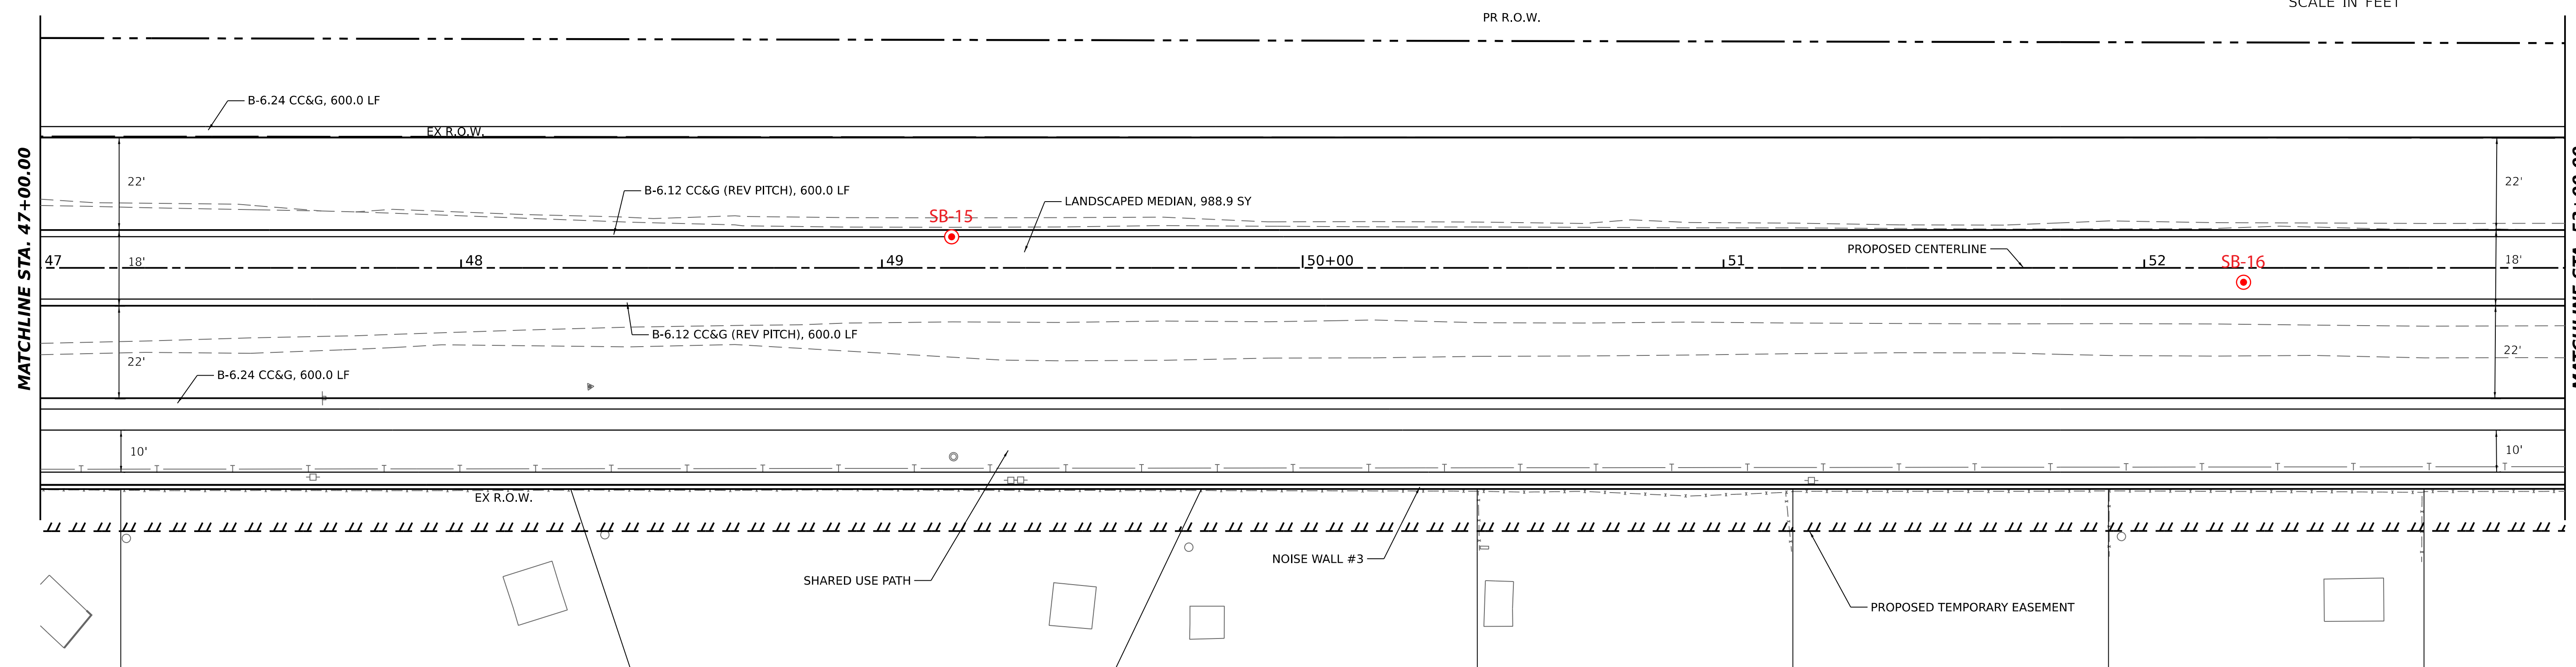 SCALE IN FEET
PR R.O.W.
B-6.24 CC&G, 600.0 LF
EX R.O.W.
MATCHLINE STA. 47+00.00
22'
22'
B-6.12 CC&G (REV PITCH), 600.0 LF
LANDSCAPED MEDIAN, 988.9 SY
SB-15
PROPOSED CENTERLINE
47
18'
48
49
50+00
51
52
SB-16
18'
B-6.12 CC&G (REV PITCH), 600.0 LF
22'
22'
B-6.24 CC&G, 600.0 LF
10'
10'
EX R.O.W.
NOISE WALL #3
SHARED USE PATH
PROPOSED TEMPORARY EASEMENT